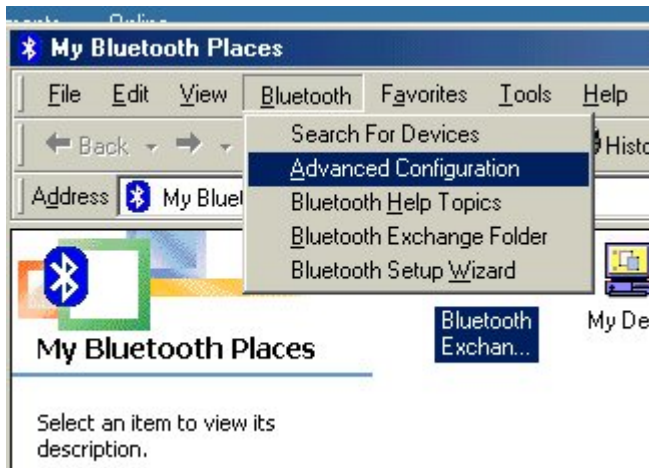 My Bluetooth Places
File Edit View Bluetooth Favorites Tools Help
Back
Search For Devices
Advanced Configuration
Bluetooth Help Topics
Bluetooth Exchange Folder
Bluetooth Setup Wizard
Histo
Address My Bluet
My Bluetooth Places
Bluetooth
Exchan...
My De
Select an item to view its
description.